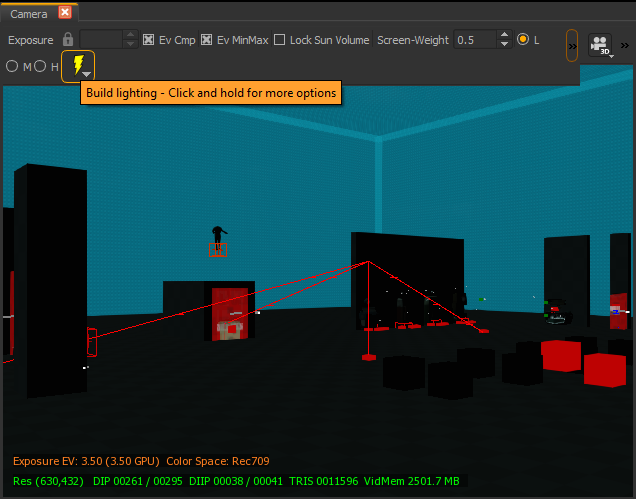 Camera
Exposure Ev Cmp Ev MinMax Lock Sun Volume Screen-Weight 0.5 L » 3D »
M H
Build lighting - Click and hold for more options
Exposure EV: 3.50 (3.50 GPU) Color Space: Rec709
Res (630,432) DIP 00261 / 00295 DIIP 00038 / 00041 TRIS 0011596 VidMem 2501.7 MB